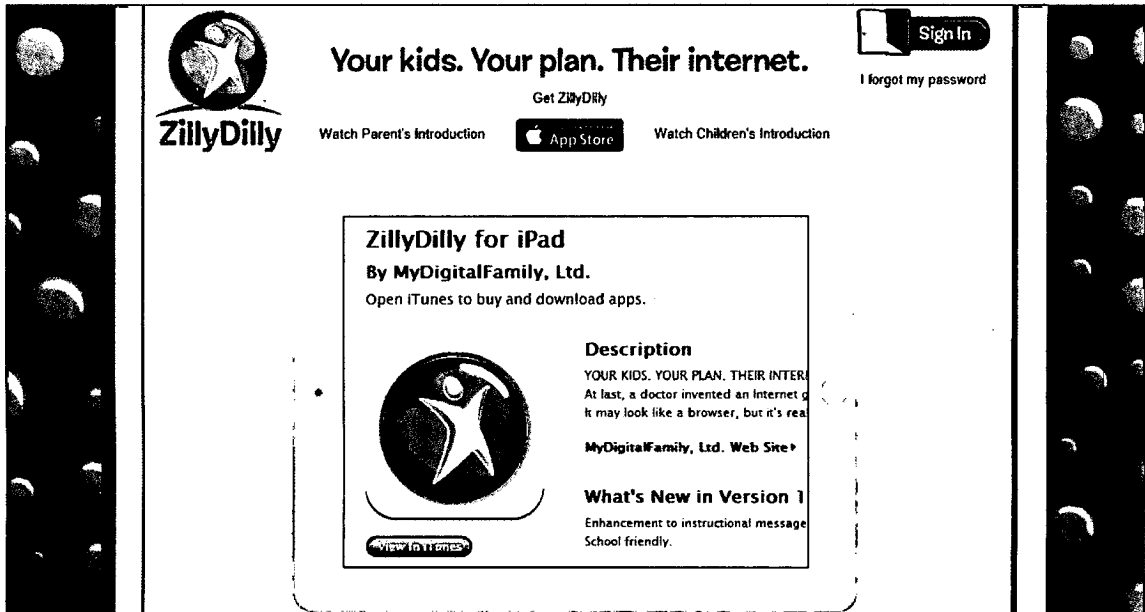 Sign In
Your kids. Your plan. Their internet.
I forgot my password
Get ZillyDilly
ZillyDilly
Watch Parent's Introduction
App Store
Watch Children's Introduction
ZillyDilly for iPad
By MyDigitalFamily, Ltd.
Open iTunes to buy and download apps.
Description
YOUR KIDS. YOUR PLAN. THEIR INTER
At last, a doctor invented an Internet g
It may look like a browser, but it's rea
MyDigitalFamily, Ltd. Web Site
What's New in Version 1
Enhancement to instructional message
School friendly.
View In iTunes